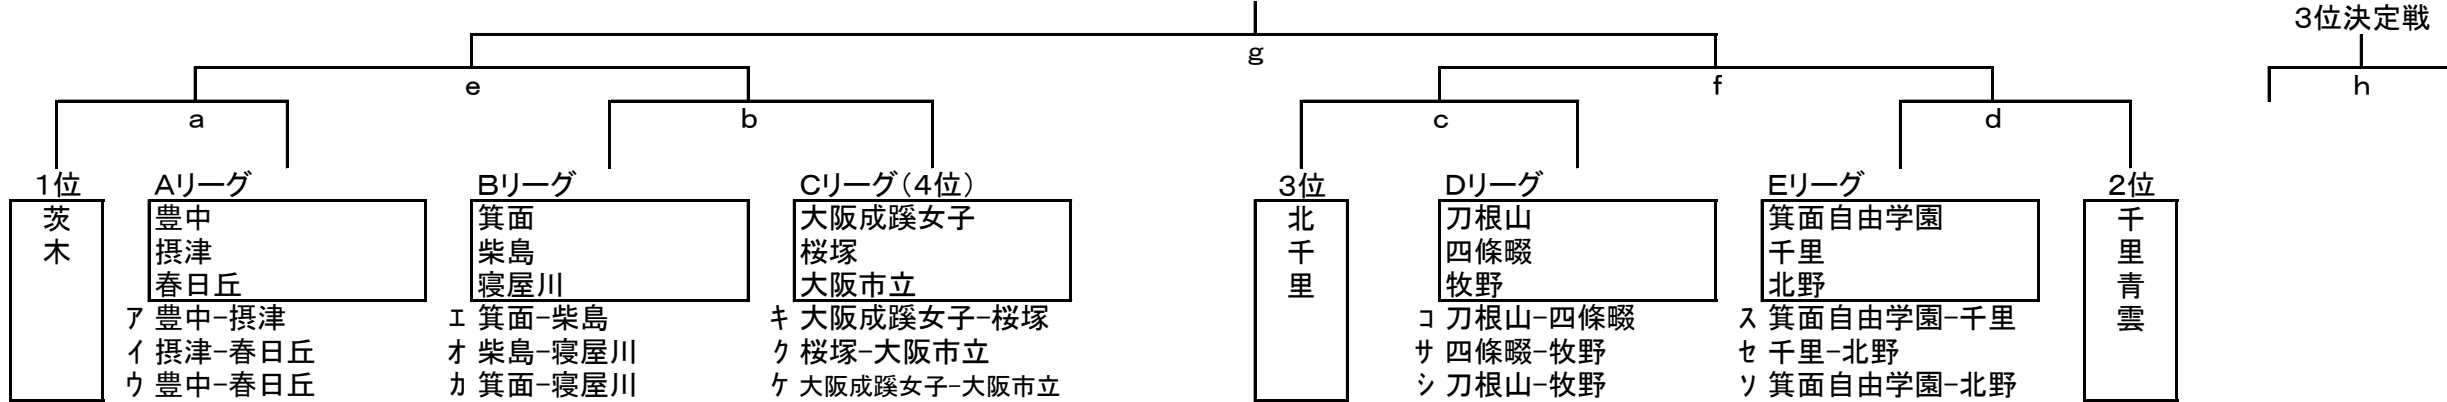 3位決定戦
g
e
f
h
a
b
c
d
1位
Aリーグ
Bリーグ
Cリーグ(4位)
3位
Dリーグ
Eリーグ
2位
茨木
豊中
摂津
春日丘
箕面
柴島
寝屋川
大阪成蹊女子
桜塚
大阪市立
北千里
刀根山
四條畷
牧野
箕面自由学園
千里
北野
千里青雲
ア 豊中-摂津
イ 摂津-春日丘
ウ 豊中-春日丘
エ 箕面-柴島
オ 柴島-寝屋川
カ 箕面-寝屋川
キ 大阪成蹊女子-桜塚
ク 桜塚-大阪市立
ケ 大阪成蹊女子-大阪市立
コ 刀根山-四條畷
サ 四條畷-牧野
シ 刀根山-牧野
ス 箕面自由学園-千里
セ 千里-北野
ソ 箕面自由学園-北野